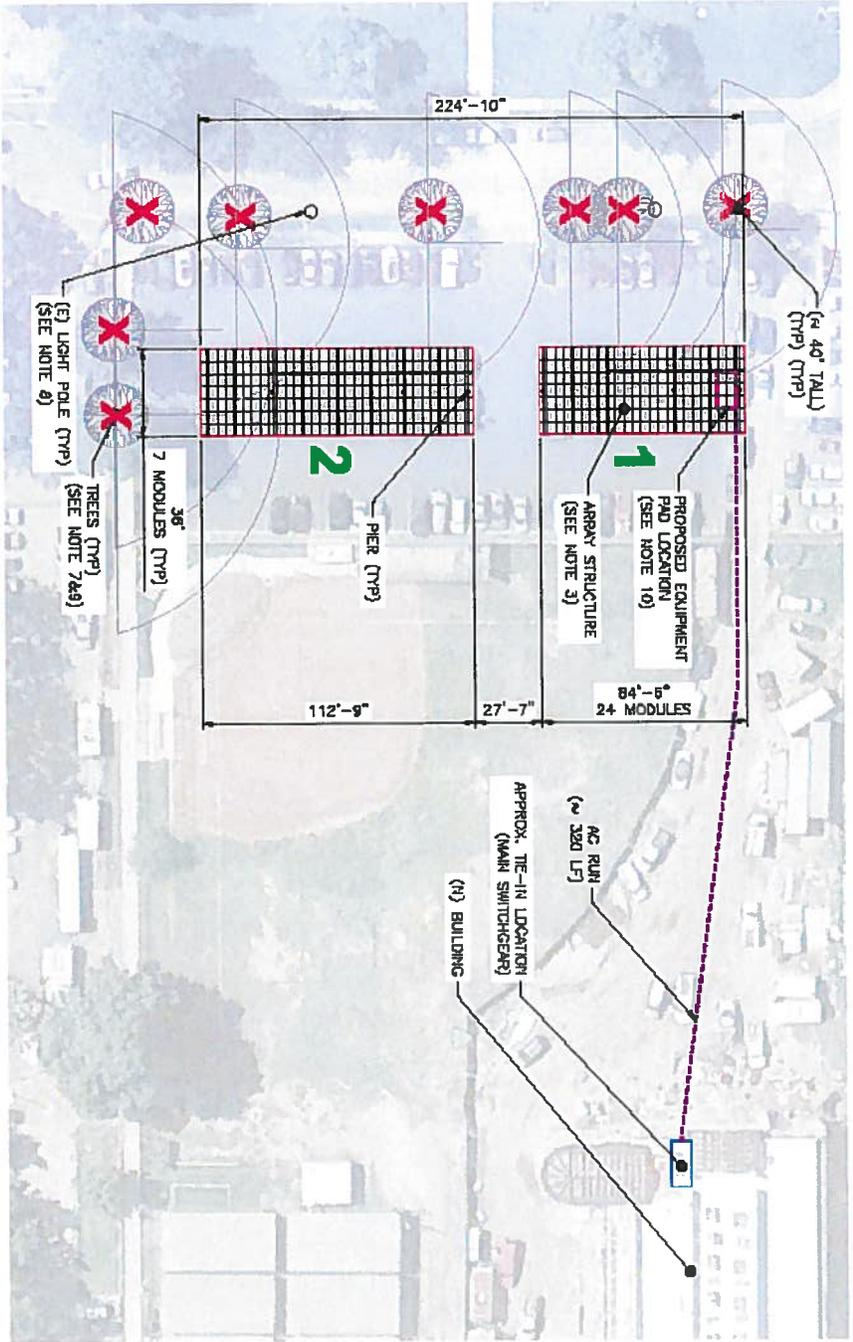 224'-10"
(~ 40' TALL)
(TYP) (TYP)
(E) LIGHT POLE (TYP)
(SEE NOTE 8)
TREES (TYP)
(SEE NOTE 7&9)
36'
7 MODULES (TYP)
2
PIER (TYP)
1
ARRAY STRUCTURE
(SEE NOTE 3)
PROPOSED EQUIPMENT
PAD LOCATION
(SEE NOTE 10)
112'-9"
27'-7"
84'-6"
24 MODULES
AC RUN
(~ 320 LF)
APPROX. TIE-IN LOCATION
(MAIN SWITCHGEAR)
(N) BUILDING